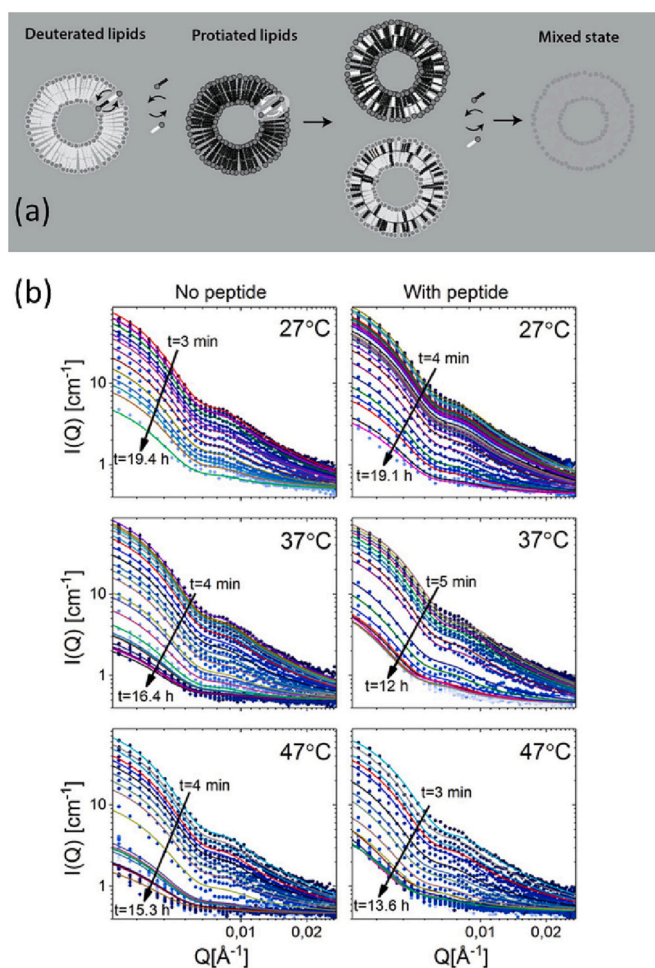 Deuterated lipids
Protiated lipids
Mixed state
(a)
(b)
No peptide
With peptide
I(Q) [cm⁻¹]
10
1
27°C
t=3 min
t=19.4 h
27°C
t=4 min
t=19.1 h
I(Q) [cm⁻¹]
10
1
37°C
t=4 min
t=16.4 h
37°C
t=5 min
t=12 h
I(Q) [cm⁻¹]
10
1
47°C
t=4 min
t=15.3 h
47°C
t=3 min
t=13.6 h
0,01
0,02
0,01
0,02
Q[Å⁻¹]
Q[Å⁻¹]